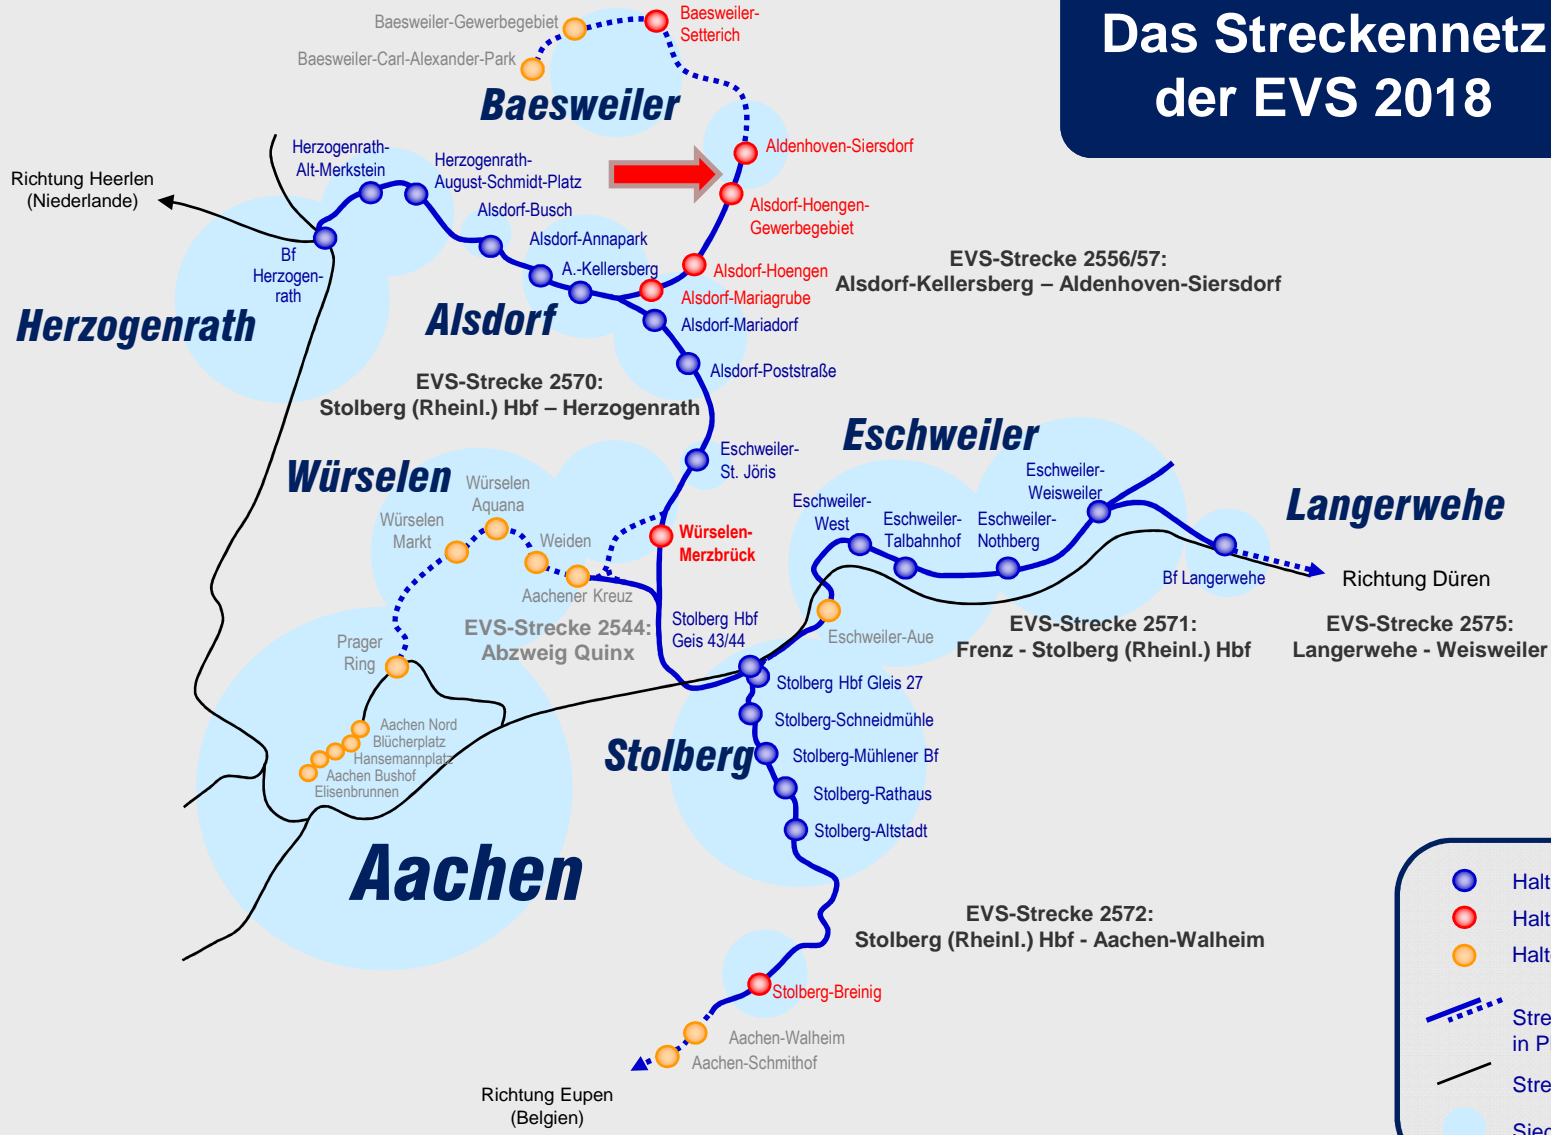 Das Streckennetz
der EVS 2018
Baesweiler-Gewerbegebiet
Baesweiler-
Setterich
Baesweiler-Carl-Alexander-Park
Baesweiler
Aldenhoven-Siersdorf
Herzogenrath-
Alt-Merkstein
Herzogenrath-
August-Schmidt-Platz
Richtung Heerlen
(Niederlande)
Alsdorf-Busch
Alsdorf-Hoengen-
Gewerbegebiet
Alsdorf-Annapark
A.-Kellersberg
Bf
Herzogen-
rath
Alsdorf-Hoengen
Alsdorf-Mariagrube
Alsdorf-Mariadorf
EVS-Strecke 2556/57:
Alsdorf-Kellersberg – Aldenhoven-Siersdorf
Herzogenrath
Alsdorf
Alsdorf-Poststraße
EVS-Strecke 2570:
Stolberg (Rheinl.) Hbf – Herzogenrath
Eschweiler-
St. Jöris
Eschweiler
Würselen
Würselen
Aquana
Würselen
Markt
Weiden
Aachener Kreuz
Würselen-
Merzbrück
Eschweiler-
West
Eschweiler-
Talbahnhof
Eschweiler-
Nothberg
Eschweiler-
Weisweiler
Langerwehe
Bf Langerwehe
Richtung Düren
EVS-Strecke 2544:
Abzweig Quinx
Stolberg Hbf
Geis 43/44
Eschweiler-Aue
EVS-Strecke 2571:
Frenz - Stolberg (Rheinl.) Hbf
EVS-Strecke 2575:
Langerwehe - Weisweiler
Prager
Ring
Stolberg Hbf Gleis 27
Stolberg-Schneidmühle
Stolberg
Stolberg-Mühlener Bf
Stolberg-Rathaus
Stolberg-Altstadt
Aachen Nord
Blücherplatz
Hansemannplatz
Aachen Bushof
Elisenbrunnen
Aachen
EVS-Strecke 2572:
Stolberg (Rheinl.) Hbf - Aachen-Walheim
Stolberg-Breinig
Aachen-Walheim
Aachen-Schmithof
Richtung Eupen
(Belgien)
Halt
Halt
Halt
Stre
in P
Stre
Sied